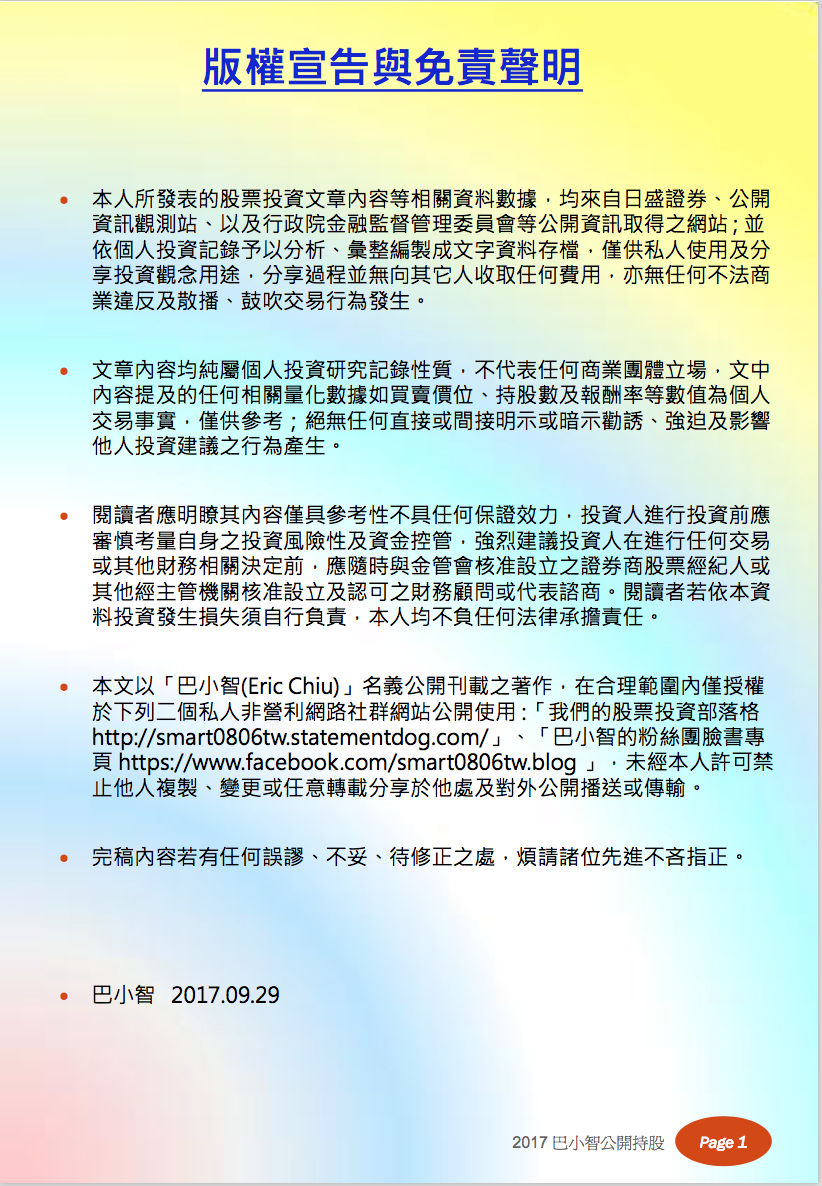 版權宣告與免責聲明
• 本人所發表的股票投資文章內容等相關資料數據，均來自日盛證券、公開
資訊觀測站、以及行政院金融監督管理委員會等公開資訊取得之網站；並
依個人投資記錄予以分析、彙整編製成文字資料存檔，僅供私人使用及分
享投資觀念用途，分享過程並無向其它人收取任何費用，亦無任何不法商
業違反及散播、鼓吹交易行為發生。
• 文章內容均純屬個人投資研究記錄性質，不代表任何商業團體立場，文中
內容提及的任何相關量化數據如買賣價位、持股數及報酬率等數值為個人
交易事實，僅供參考；絕無任何直接或間接明示或暗示勸誘、強迫及影響
他人投資建議之行為產生。
• 閱讀者應明瞭其內容僅具參考性不具任何保證效力，投資人進行投資前應
審慎考量自身之投資風險性及資金控管，強烈建議投資人在進行任何交易
或其他財務相關決定前，應隨時與金管會核准設立之證券商股票經紀人或
其他經主管機關核准設立及認可之財務顧問或代表諮商。閱讀者若依本資
料投資發生損失須自行負責，本人均不負任何法律承擔責任。
• 本文以「巴小智(Eric Chiu)」名義公開刊載之著作，在合理範圍內僅授權
於下列二個私人非營利網路社群網站公開使用：「我們的股票投資部落格
http://smart0806tw.statementdog.com/」、「巴小智的粉絲團臉書專
頁 https://www.facebook.com/smart0806tw.blog 」，未經本人許可禁
止他人複製、變更或任意轉載分享於他處及對外公開播送或傳輸。
• 完稿內容若有任何誤謬、不妥、待修正之處，煩請諸位先進不吝指正。
• 巴小智 2017.09.29
2017 巴小智公開持股 Page 1